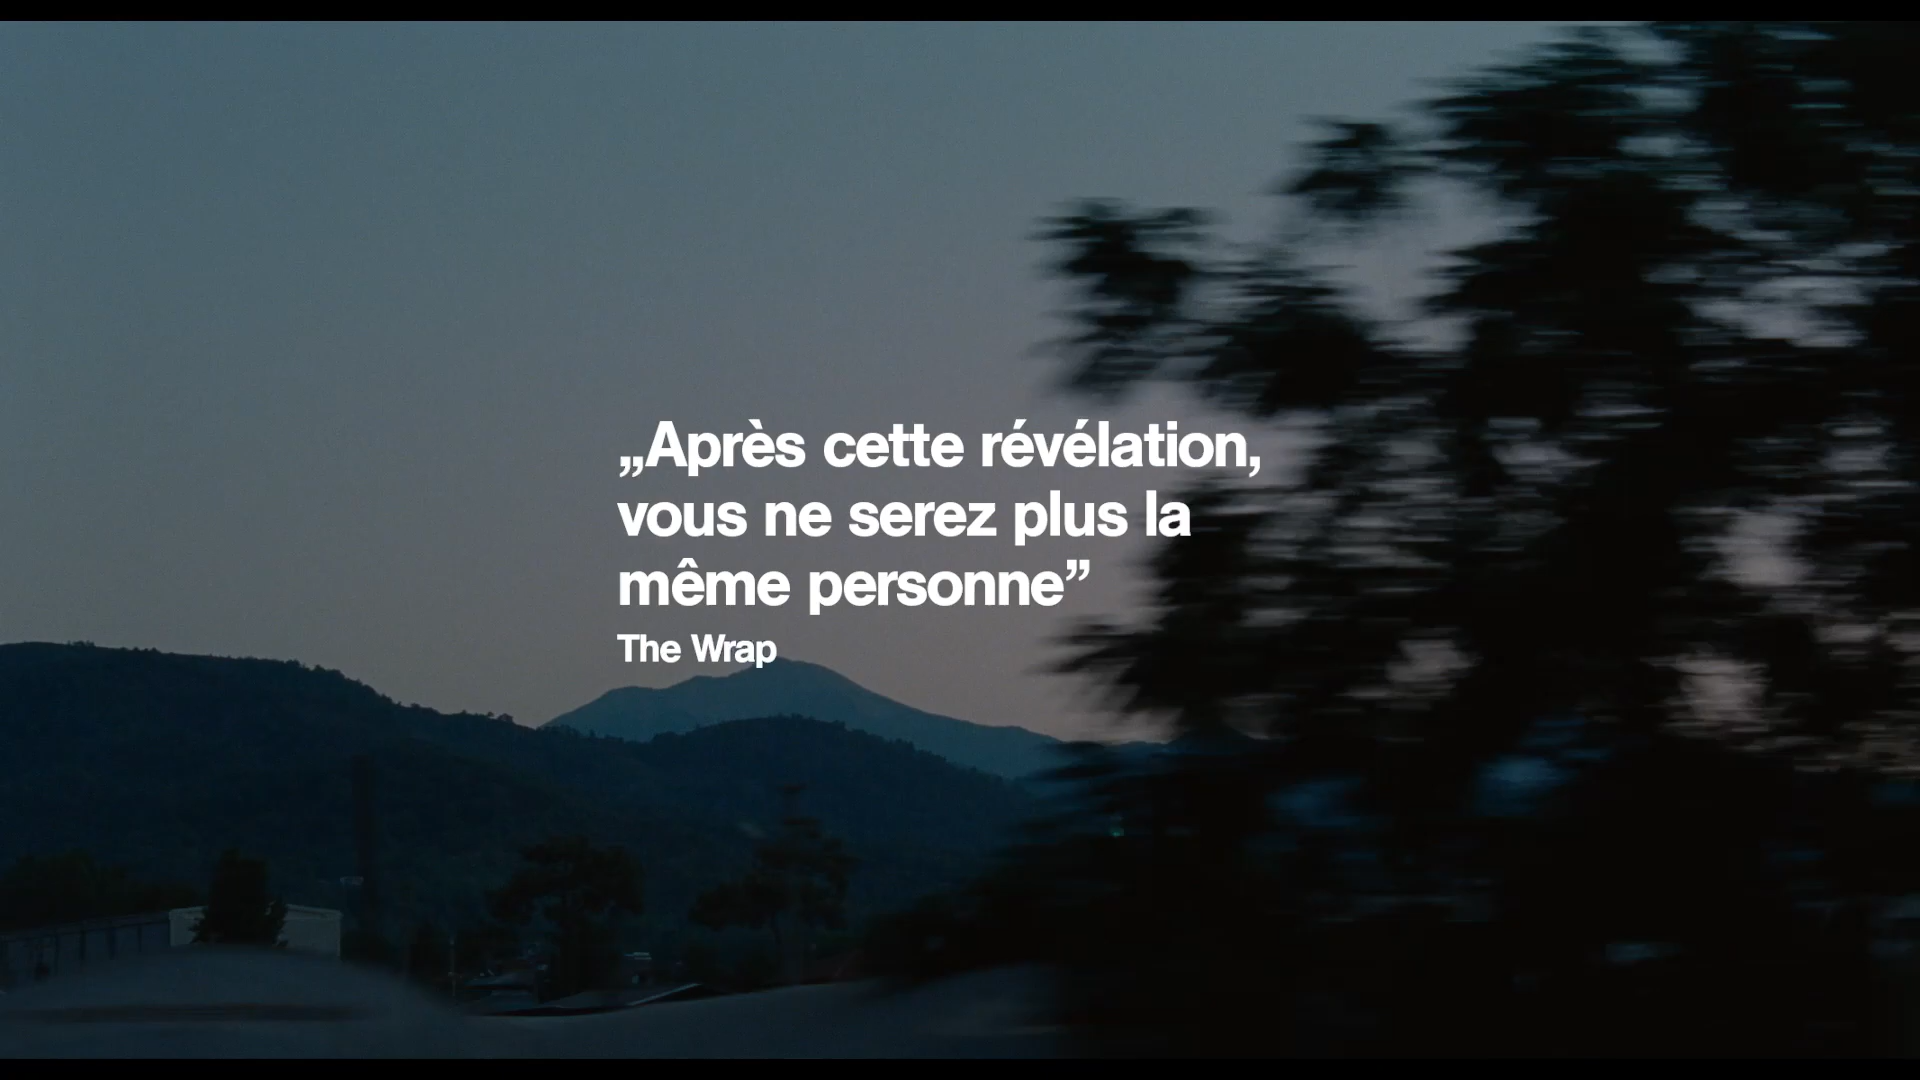 „Après cette révélation,
vous ne serez plus la
même personne”
The Wrap